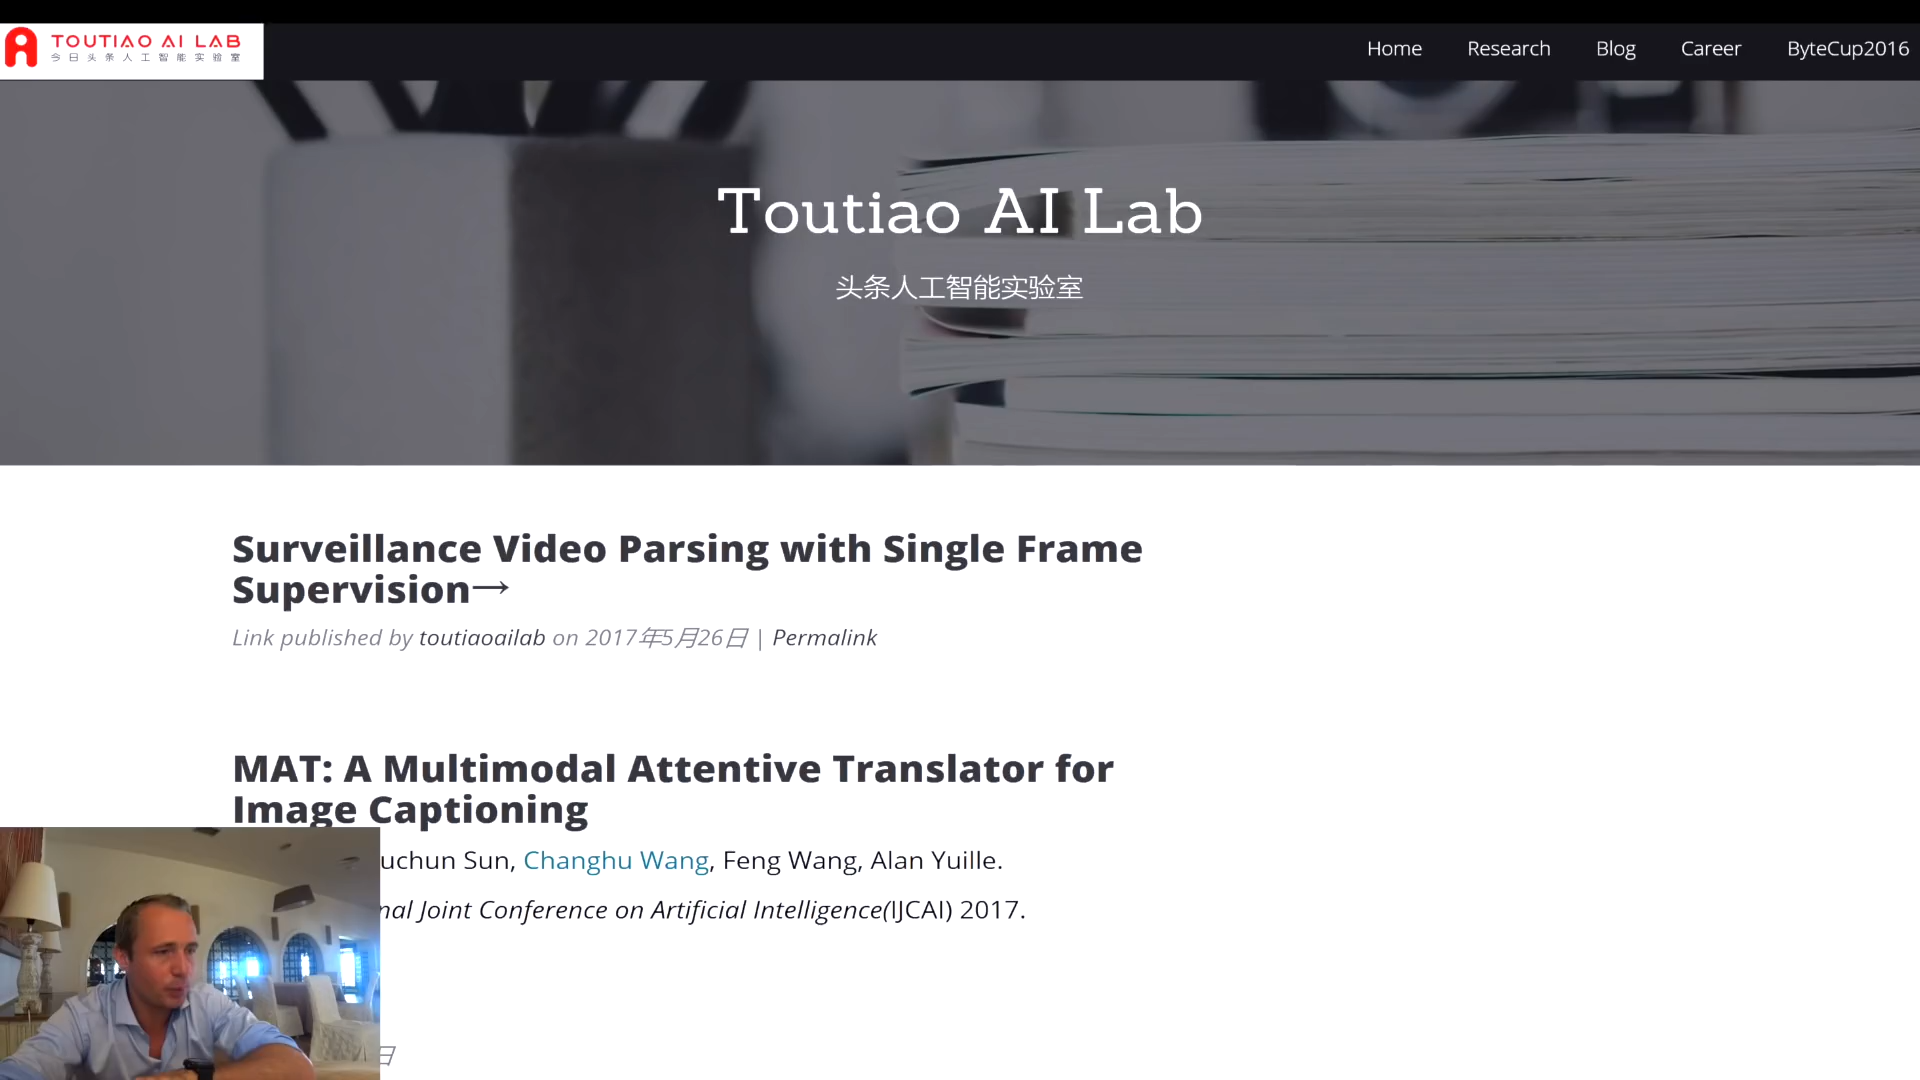 TOUTIAO AI LAB
今日头条人工智能实验室
Home Research Blog Career ByteCup2016
Toutiao AI Lab
头条人工智能实验室
Surveillance Video Parsing with Single Frame
Supervision→
Link published by toutiaoailab on 2017年5月26日 | Permalink
MAT: A Multimodal Attentive Translator for
Image Captioning
Sun, Changhu Wang, Feng Wang, Alan Yuille.
Joint Conference on Artificial Intelligence(IJCAI) 2017.
日